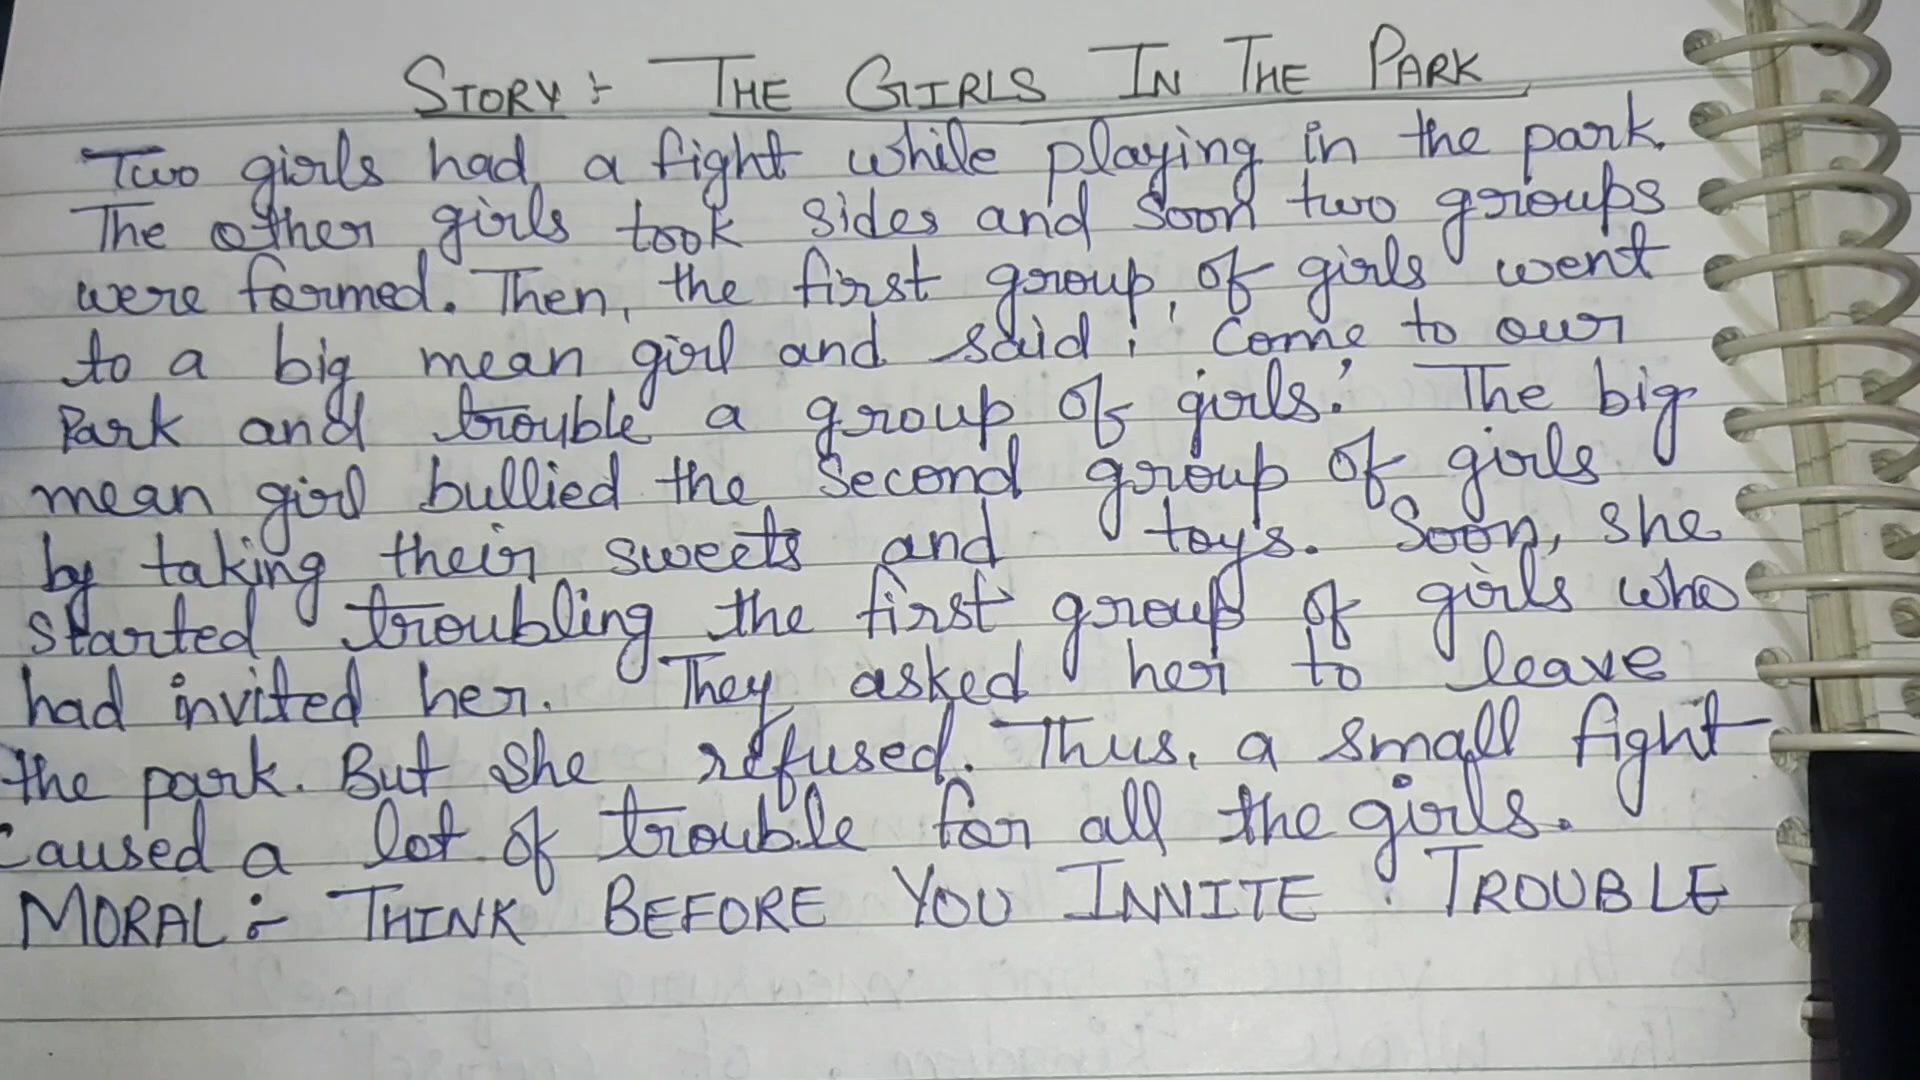 STORY :- THE GIRLS IN THE PARK
Two girls had a fight while playing in the park.
The other girls took sides and soon two groups
were formed. Then, the first group of girls went
to a big mean girl and said: 'Come to our
Park and trouble a group of girls.' The big
mean girl bullied the second group of girls
by taking their sweets and toys. Soon, she
started troubling the first group of girls who
had invited her. They asked her to leave
the park. But she refused. Thus, a small fight
caused a lot of trouble for all the girls.
MORAL :- THINK BEFORE YOU INVITE TROUBLE